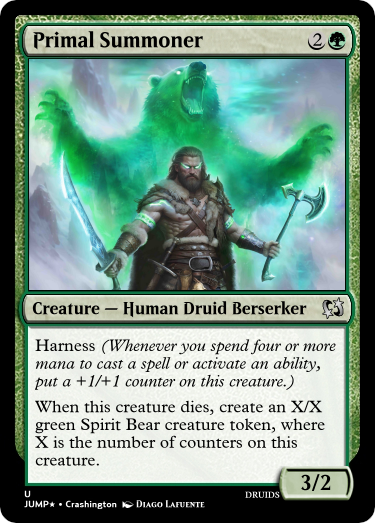 Primal Summoner 2
Creature — Human Druid Berserker
Harness (Whenever you spend four or more
mana to cast a spell or activate an ability,
put a +1/+1 counter on this creature.)
When this creature dies, create an X/X
green Spirit Bear creature token, where
X is the number of counters on this
creature.
3/2
U DRUIDS
JUMP★ • Crashington Diago Lafuente